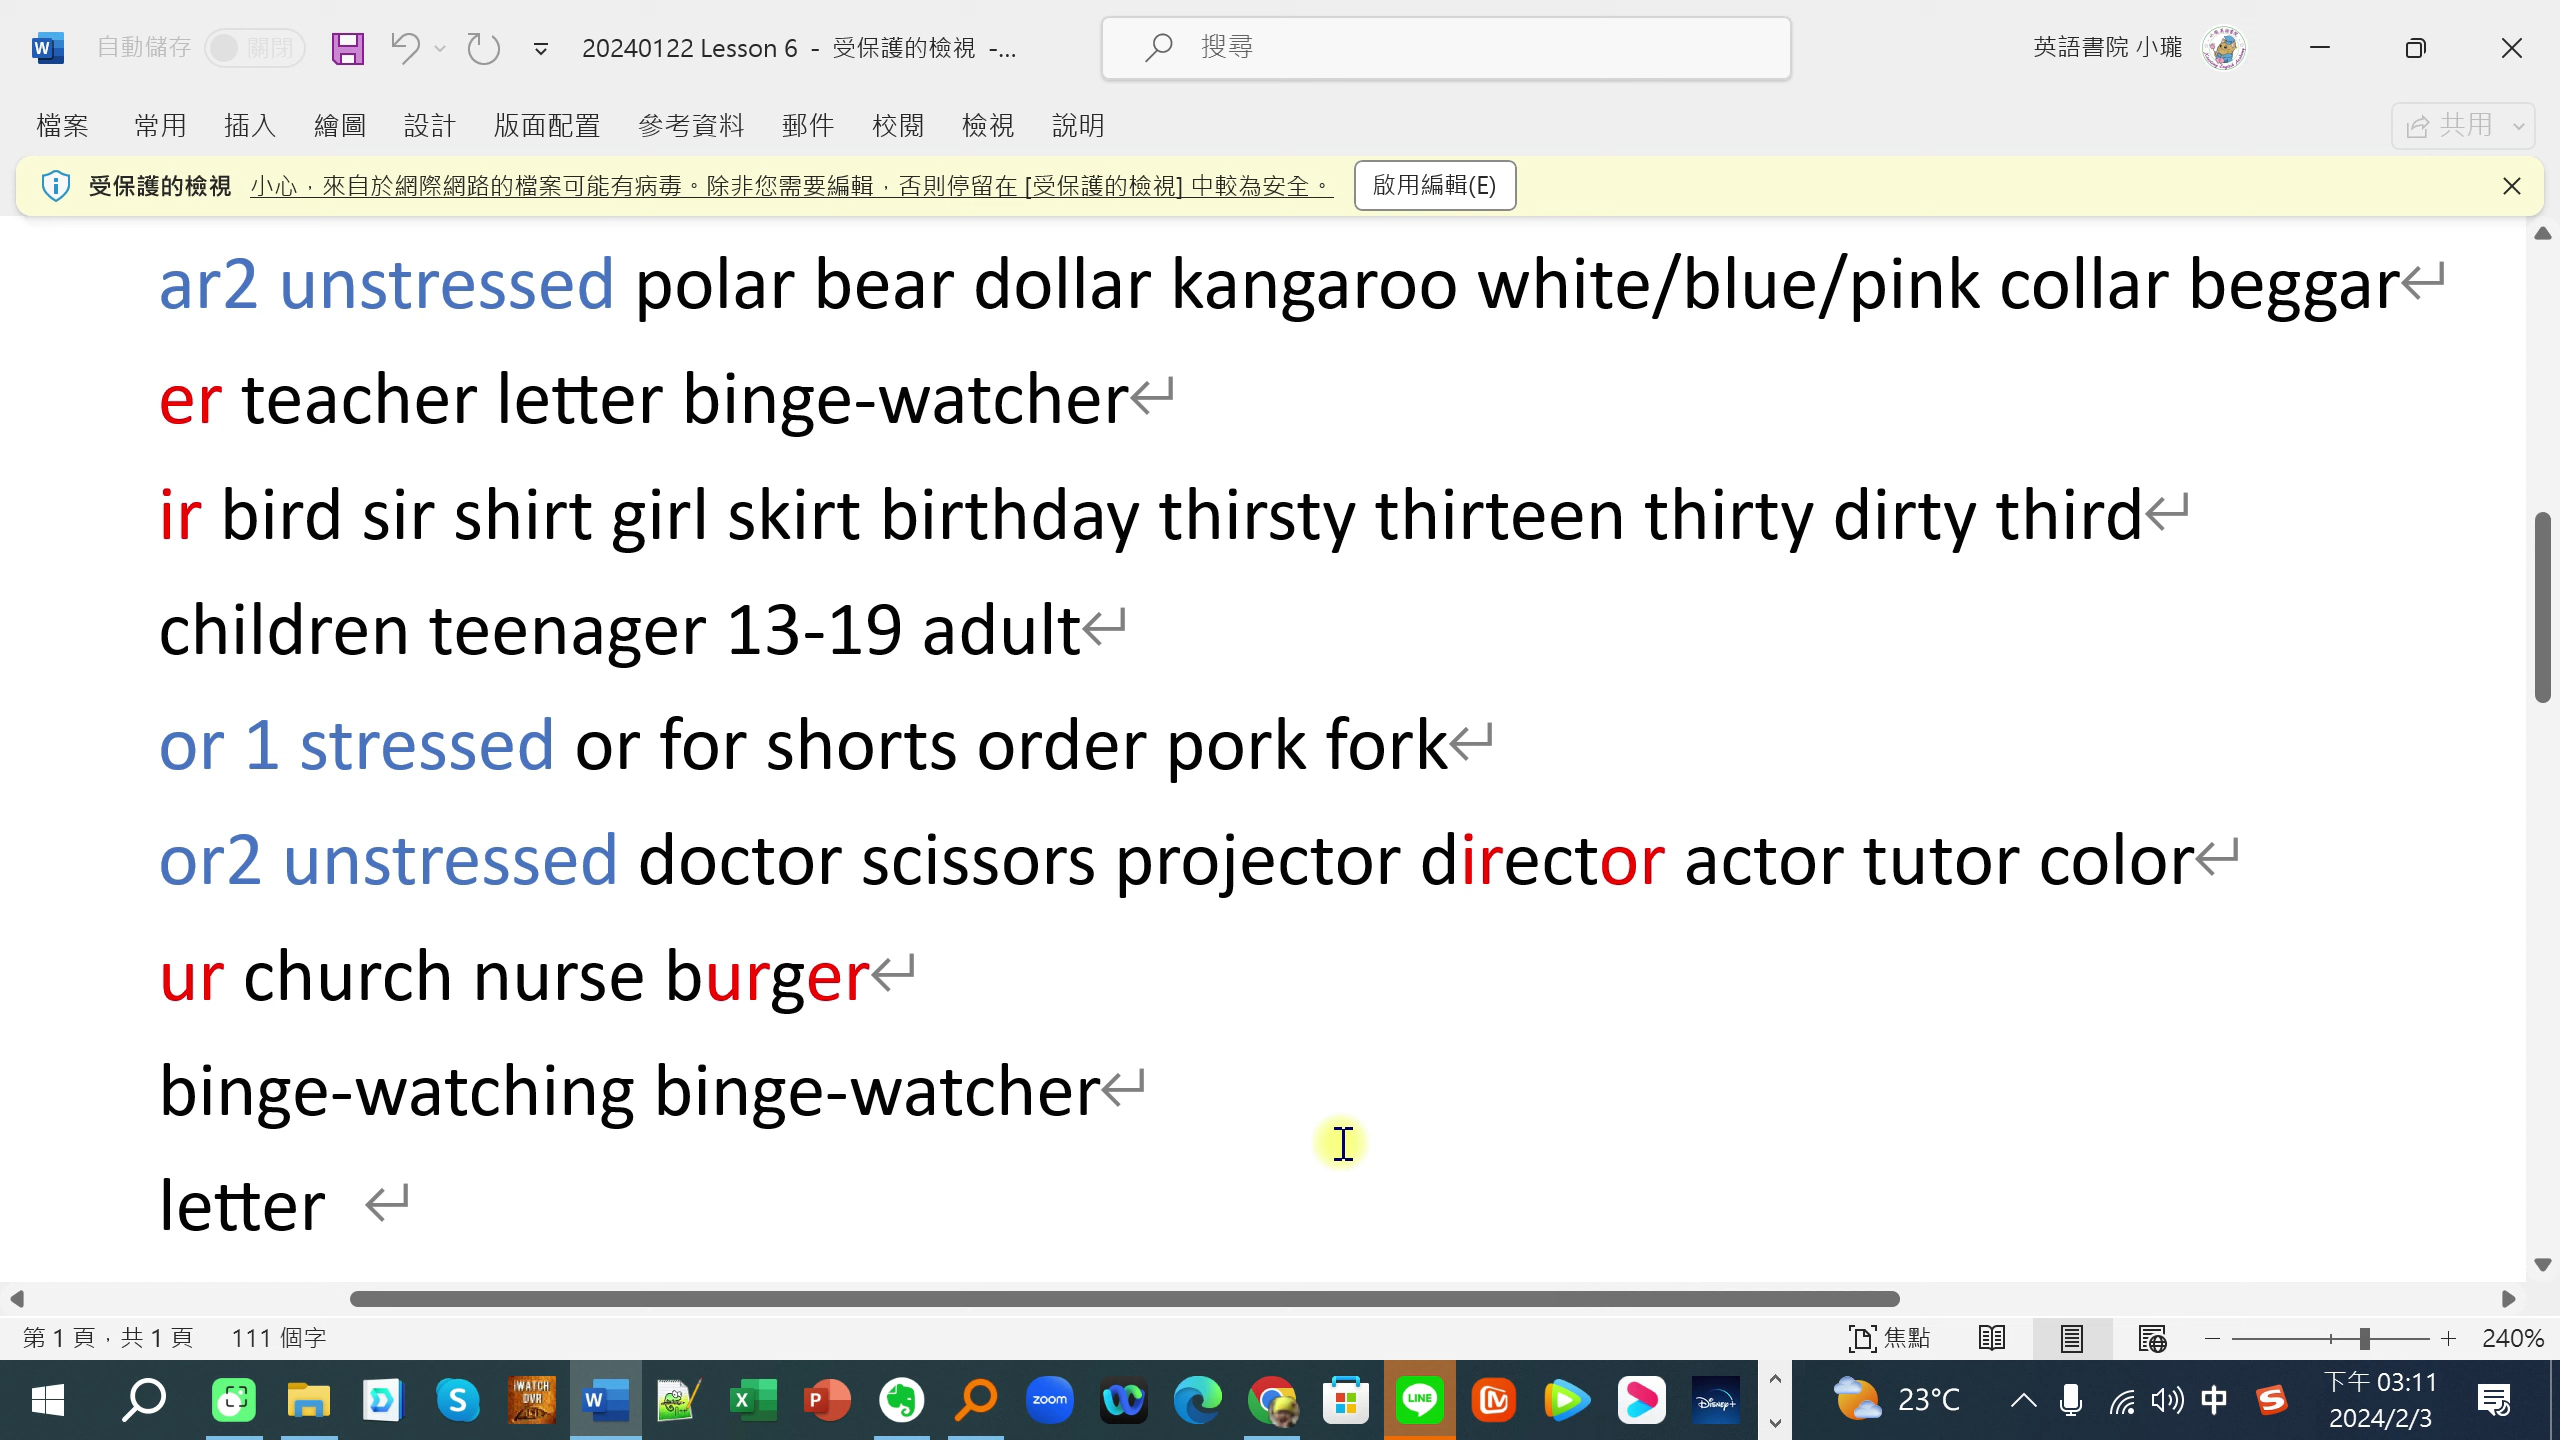 自動儲存 關閉 20240122 Lesson 6 - 受保護的檢視 -... 搜尋 英語書院 小瓏
檔案 常用 插入 繪圖 設計 版面配置 參考資料 郵件 校閱 檢視 說明 共用
受保護的檢視 小心，來自於網際網路的檔案可能有病毒。除非您需要編輯，否則停留在 [受保護的檢視] 中較為安全。 啟用編輯(E)
ar2 unstressed polar bear dollar kangaroo white/blue/pink collar beggar
er teacher letter binge-watcher
ir bird sir shirt girl skirt birthday thirsty thirteen thirty dirty third
children teenager 13-19 adult
or 1 stressed or for shorts order pork fork
or2 unstressed doctor scissors projector director actor tutor color
ur church nurse burger
binge-watching binge-watcher
letter
第 1 頁，共 1 頁 111 個字 焦點 240%
iWATCH DVR zoom LINE Disney+ 23°C 中 下午 03:11
2024/2/3